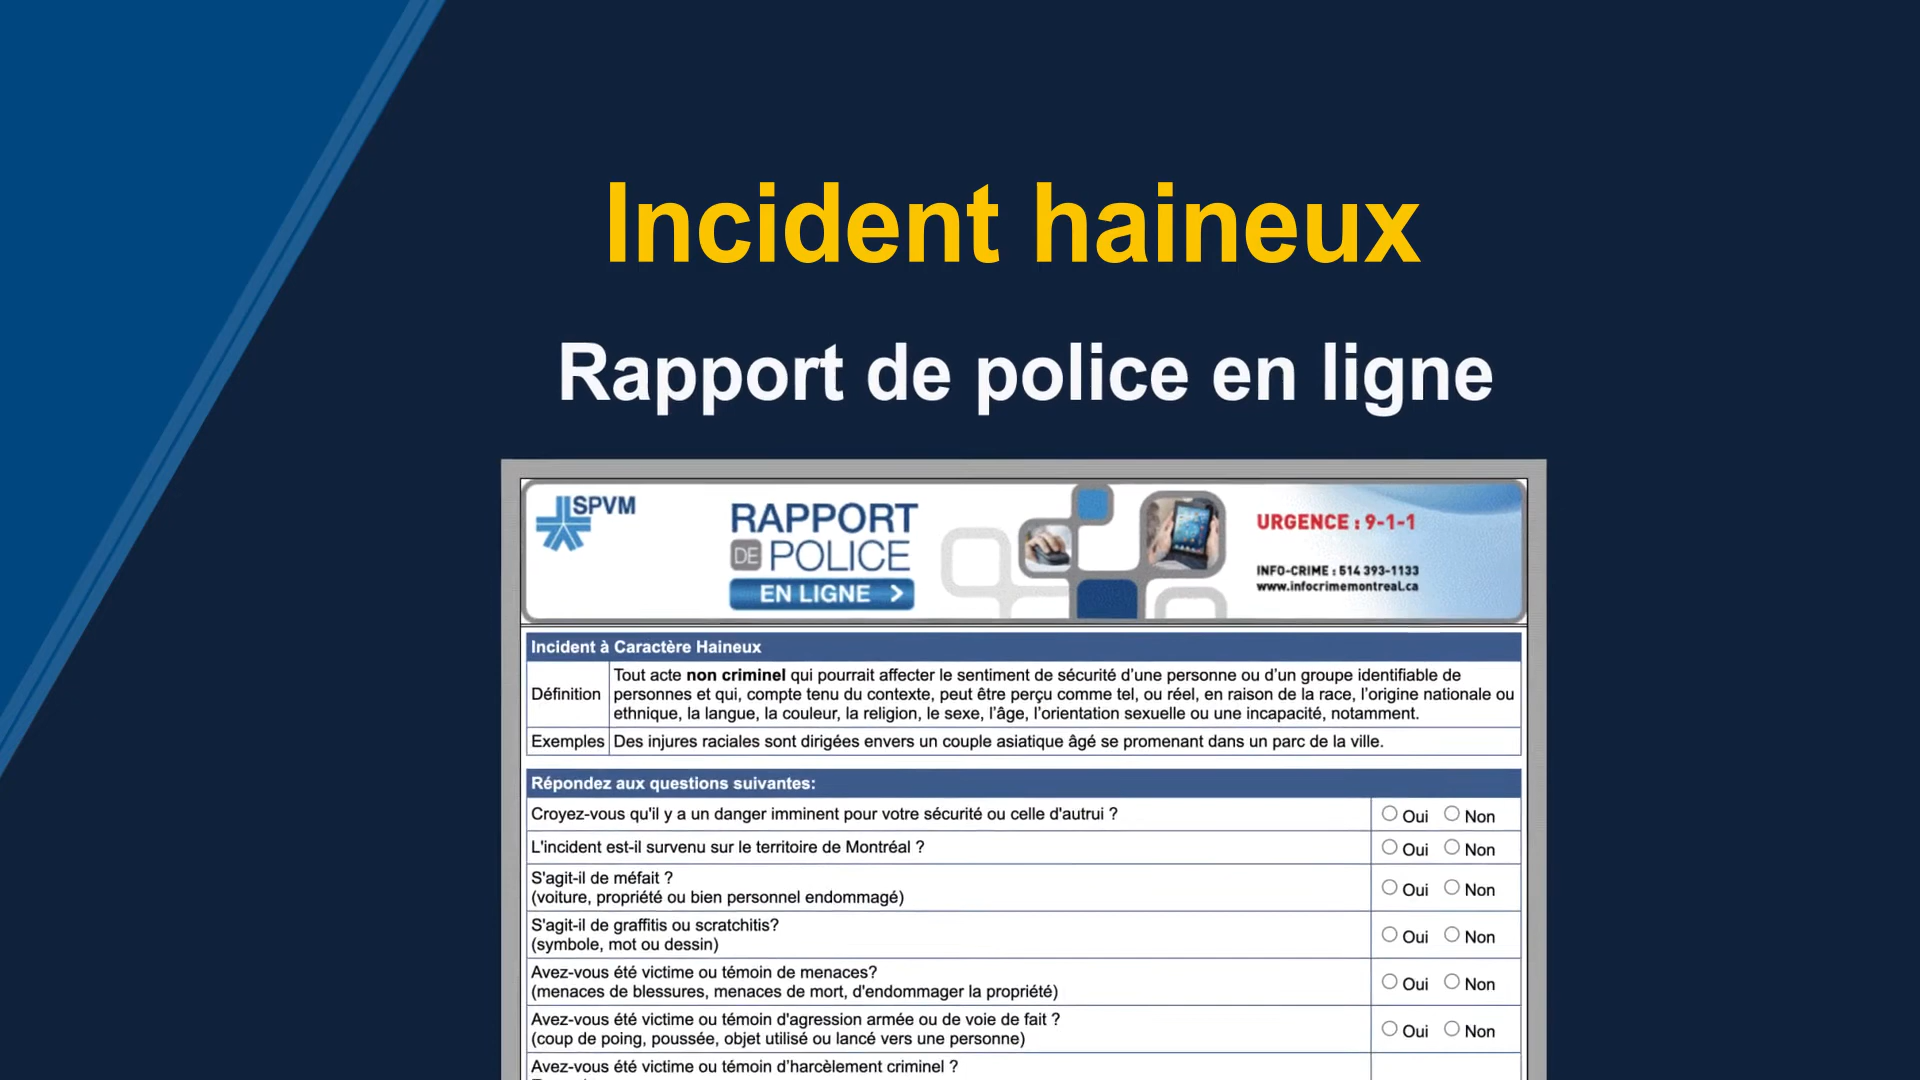 Incident haineux
Rapport de police en ligne
SPVM
RAPPORT
DE POLICE
EN LIGNE
URGENCE : 9-1-1
INFO-CRIME : 514 393-1133
www.infocrimemontreal.ca
Incident à Caractère Haineux
Définition
Tout acte non criminel qui pourrait affecter le sentiment de sécurité d'une personne ou d'un groupe identifiable de
personnes et qui, compte tenu du contexte, peut être perçu comme tel, ou réel, en raison de la race, l'origine nationale ou
ethnique, la langue, la couleur, la religion, le sexe, l'âge, l'orientation sexuelle ou une incapacité, notamment.
Exemples Des injures raciales sont dirigées envers un couple asiatique âgé se promenant dans un parc de la ville.
Répondez aux questions suivantes:
Croyez-vous qu'il y a un danger imminent pour votre sécurité ou celle d'autrui ? Oui Non
L'incident est-il survenu sur le territoire de Montréal ? Oui Non
S'agit-il de méfait ?
(voiture, propriété ou bien personnel endommagé) Oui Non
S'agit-il de graffitis ou scratchitis?
(symbole, mot ou dessin) Oui Non
Avez-vous été victime ou témoin de menaces?
(menaces de blessures, menaces de mort, d'endommager la propriété) Oui Non
Avez-vous été victime ou témoin d'agression armée ou de voie de fait ?
(coup de poing, poussée, objet utilisé ou lancé vers une personne) Oui Non
Avez-vous été victime ou témoin d'harcèlement criminel ?